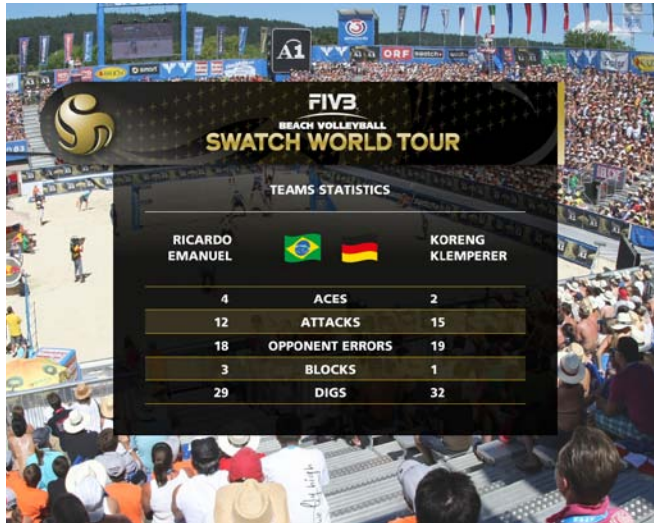 A1
ORF
FIVB
BEACH VOLLEYBALL
SWATCH WORLD TOUR
TEAMS STATISTICS
RICARDO
EMANUEL
KORENG
KLEMPERER
4 ACES 2
12 ATTACKS 15
18 OPPONENT ERRORS 19
3 BLOCKS 1
29 DIGS 32